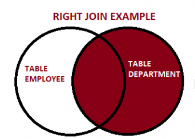 RIGHT JOIN EXAMPLE
TABLE
EMPLOYEE
TABLE
DEPARTMENT